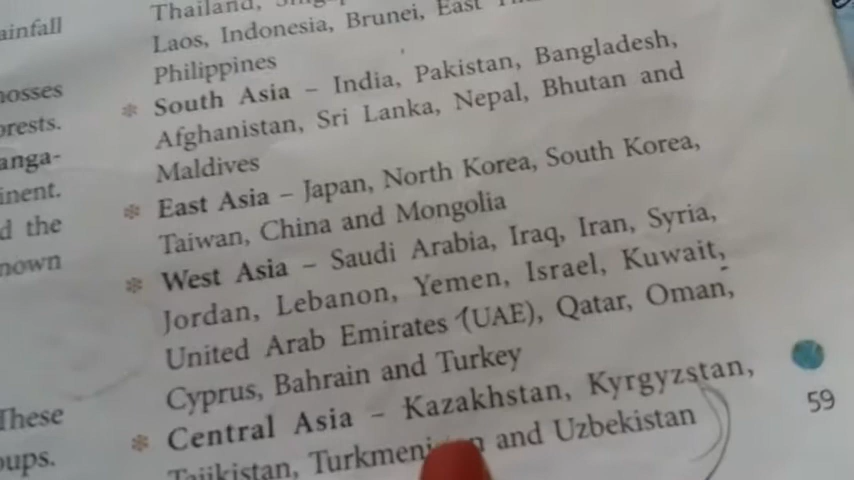 ainfall
nosses
orests.
anga-
inent.
d the
nown
These
oups.
Thailand,
Laos, Indonesia, Brunei, East
Philippines
South Asia – India, Pakistan, Bangladesh,
Afghanistan, Sri Lanka, Nepal, Bhutan and
Maldives
East Asia – Japan, North Korea, South Korea,
Taiwan, China and Mongolia
West Asia – Saudi Arabia, Iraq, Iran, Syria,
Jordan, Lebanon, Yemen, Israel, Kuwait,
United Arab Emirates (UAE), Qatar, Oman,
Cyprus, Bahrain and Turkey
Central Asia – Kazakhstan, Kyrgyzstan,
Tajikistan, and Uzbekistan
59